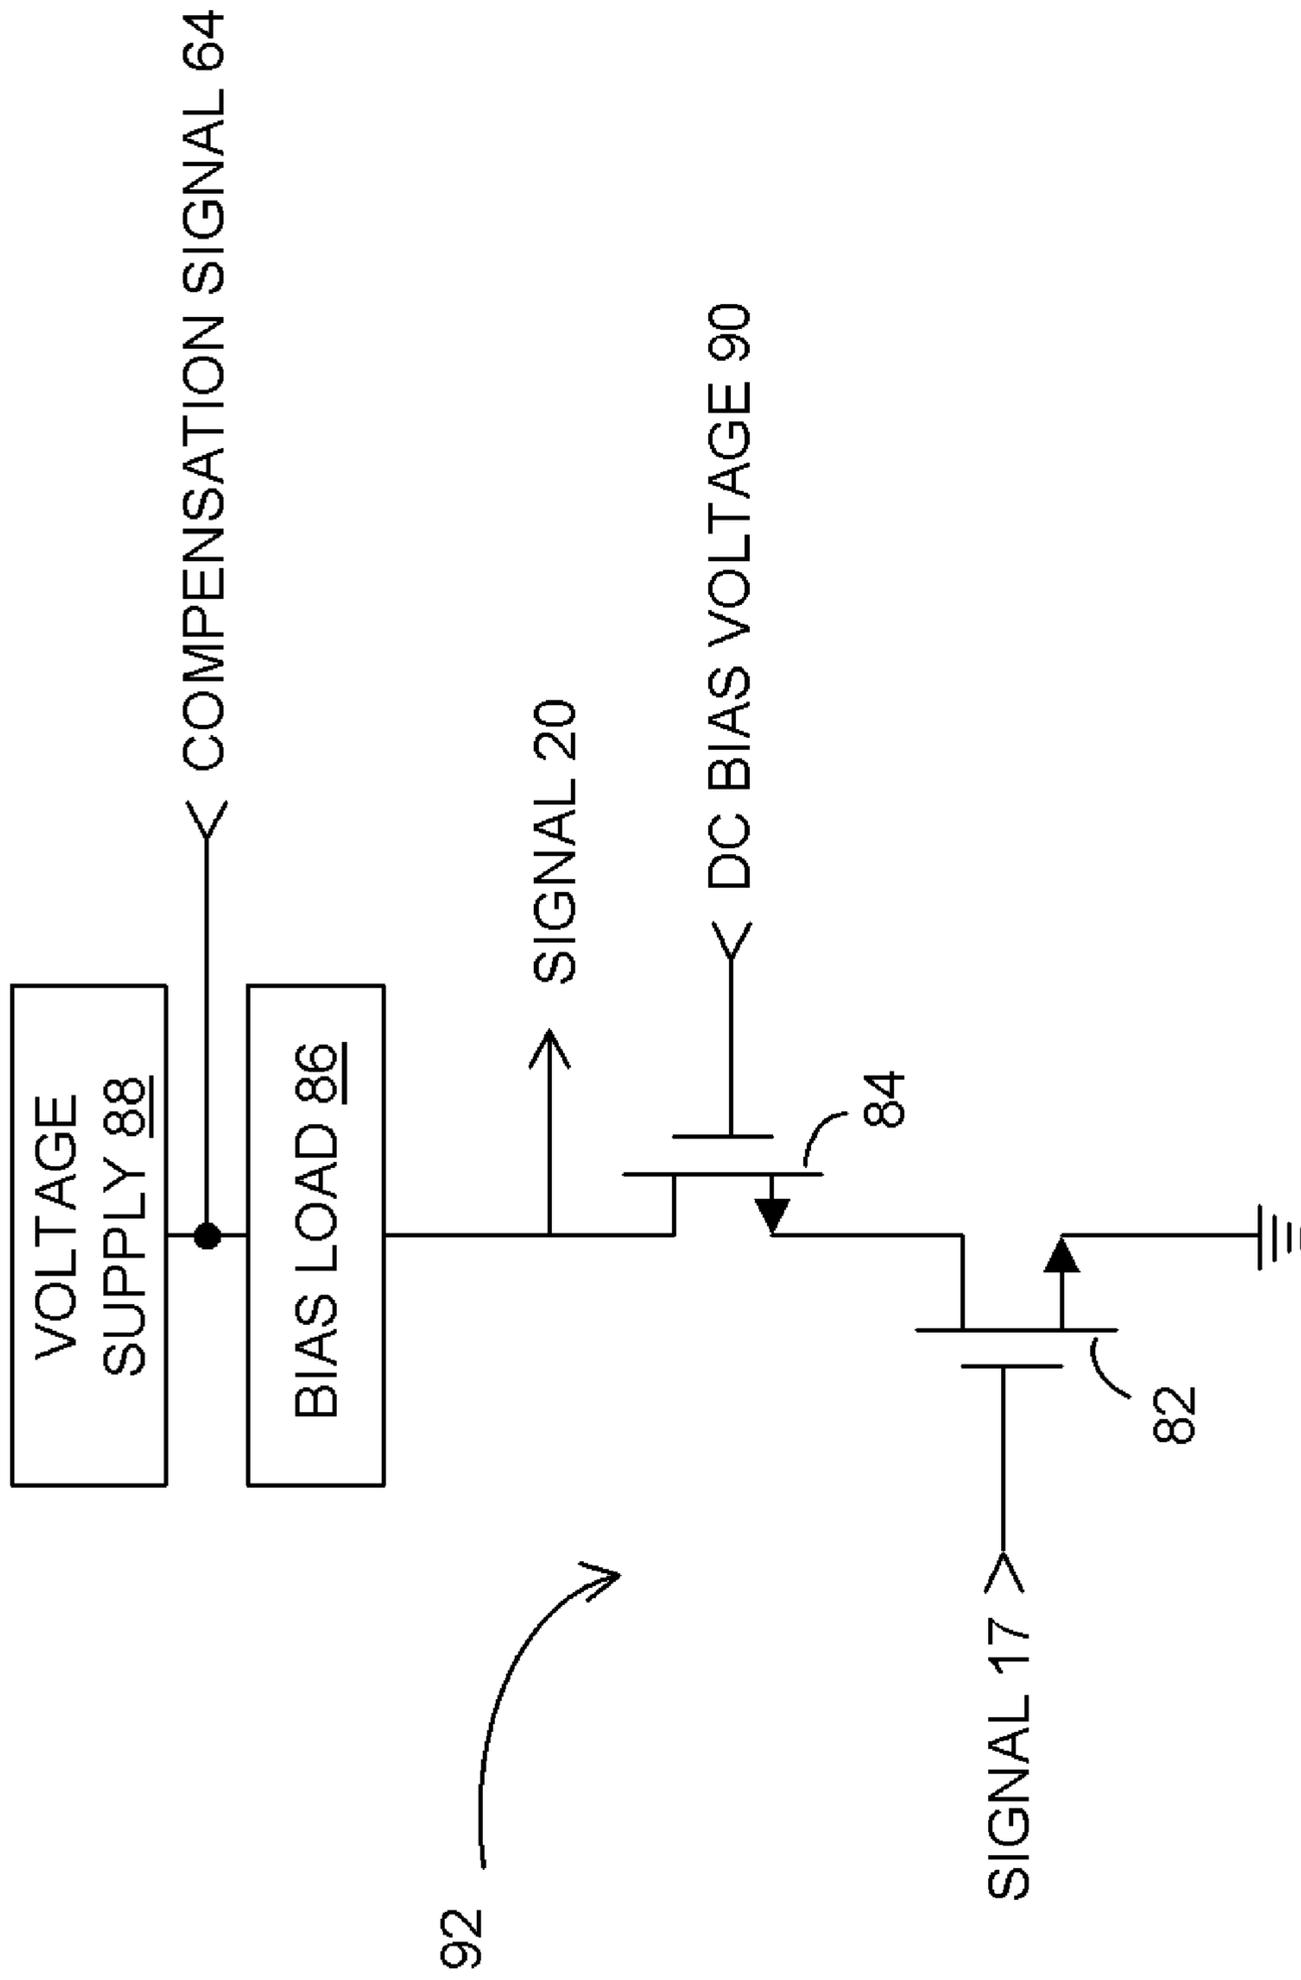 VOLTAGE
SUPPLY 88
COMPENSATION SIGNAL 64
BIAS LOAD 86
SIGNAL 20
DC BIAS VOLTAGE 90
84
92
SIGNAL 17
82